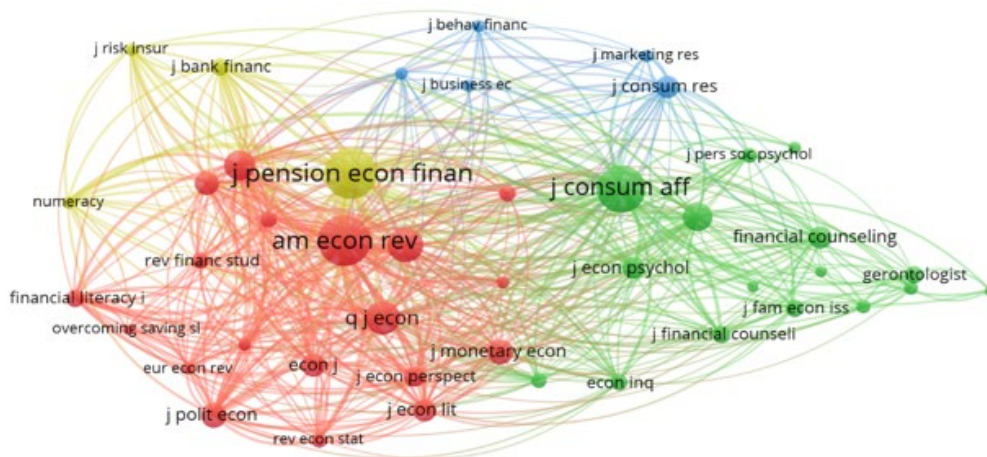 j behav financ
j risk insur
j marketing res
j bank financ
j business ec
j consum res
j pers soc psychol
j pension econ finan
j consum aff
numeracy
am econ rev
financial counseling
rev financ stud
j econ psychol
gerontologist
financial literacy i
j fam econ iss
q j econ
overcoming saving sl
j financial counseli
j monetary econ
eur econ rev
econ j
j econ perspect
econ inq
j polit econ
j econ lit
rev econ stat